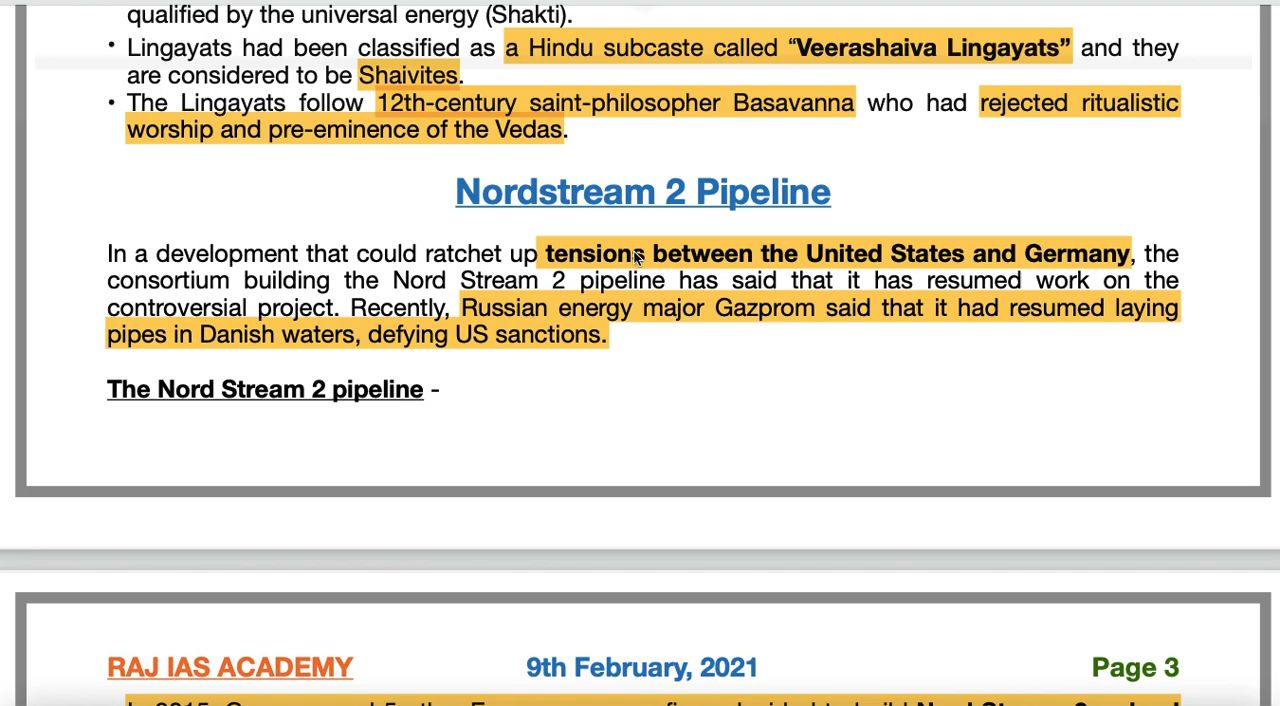 qualified by the universal energy (Shakti).
• Lingayats had been classified as a Hindu subcaste called “Veerashaiva Lingayats” and they
are considered to be Shaivites.
• The Lingayats follow 12th-century saint-philosopher Basavanna who had rejected ritualistic
worship and pre-eminence of the Vedas.
Nordstream 2 Pipeline
In a development that could ratchet up tensions between the United States and Germany, the
consortium building the Nord Stream 2 pipeline has said that it has resumed work on the
controversial project. Recently, Russian energy major Gazprom said that it had resumed laying
pipes in Danish waters, defying US sanctions.
The Nord Stream 2 pipeline -
RAJ IAS ACADEMY 9th February, 2021 Page 3